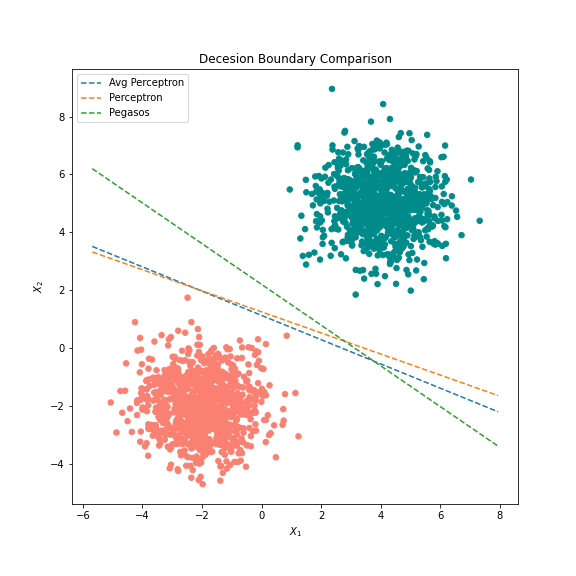 Decesion Boundary Comparison
Avg Perceptron
Perceptron
Pegasos
8
6
4
2
0
−2
−4
X₂
−6
−4
−2
0
2
4
6
8
X₁